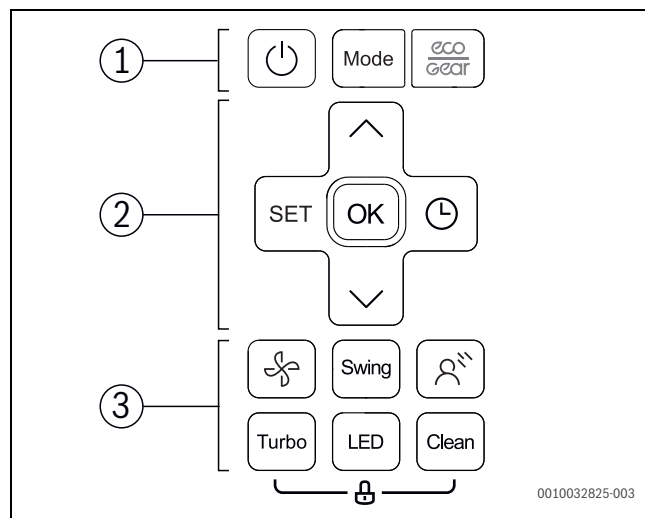 1
Mode
eco
Gear
2
SET
OK
3
Swing
Turbo
LED
Clean
0010032825-003